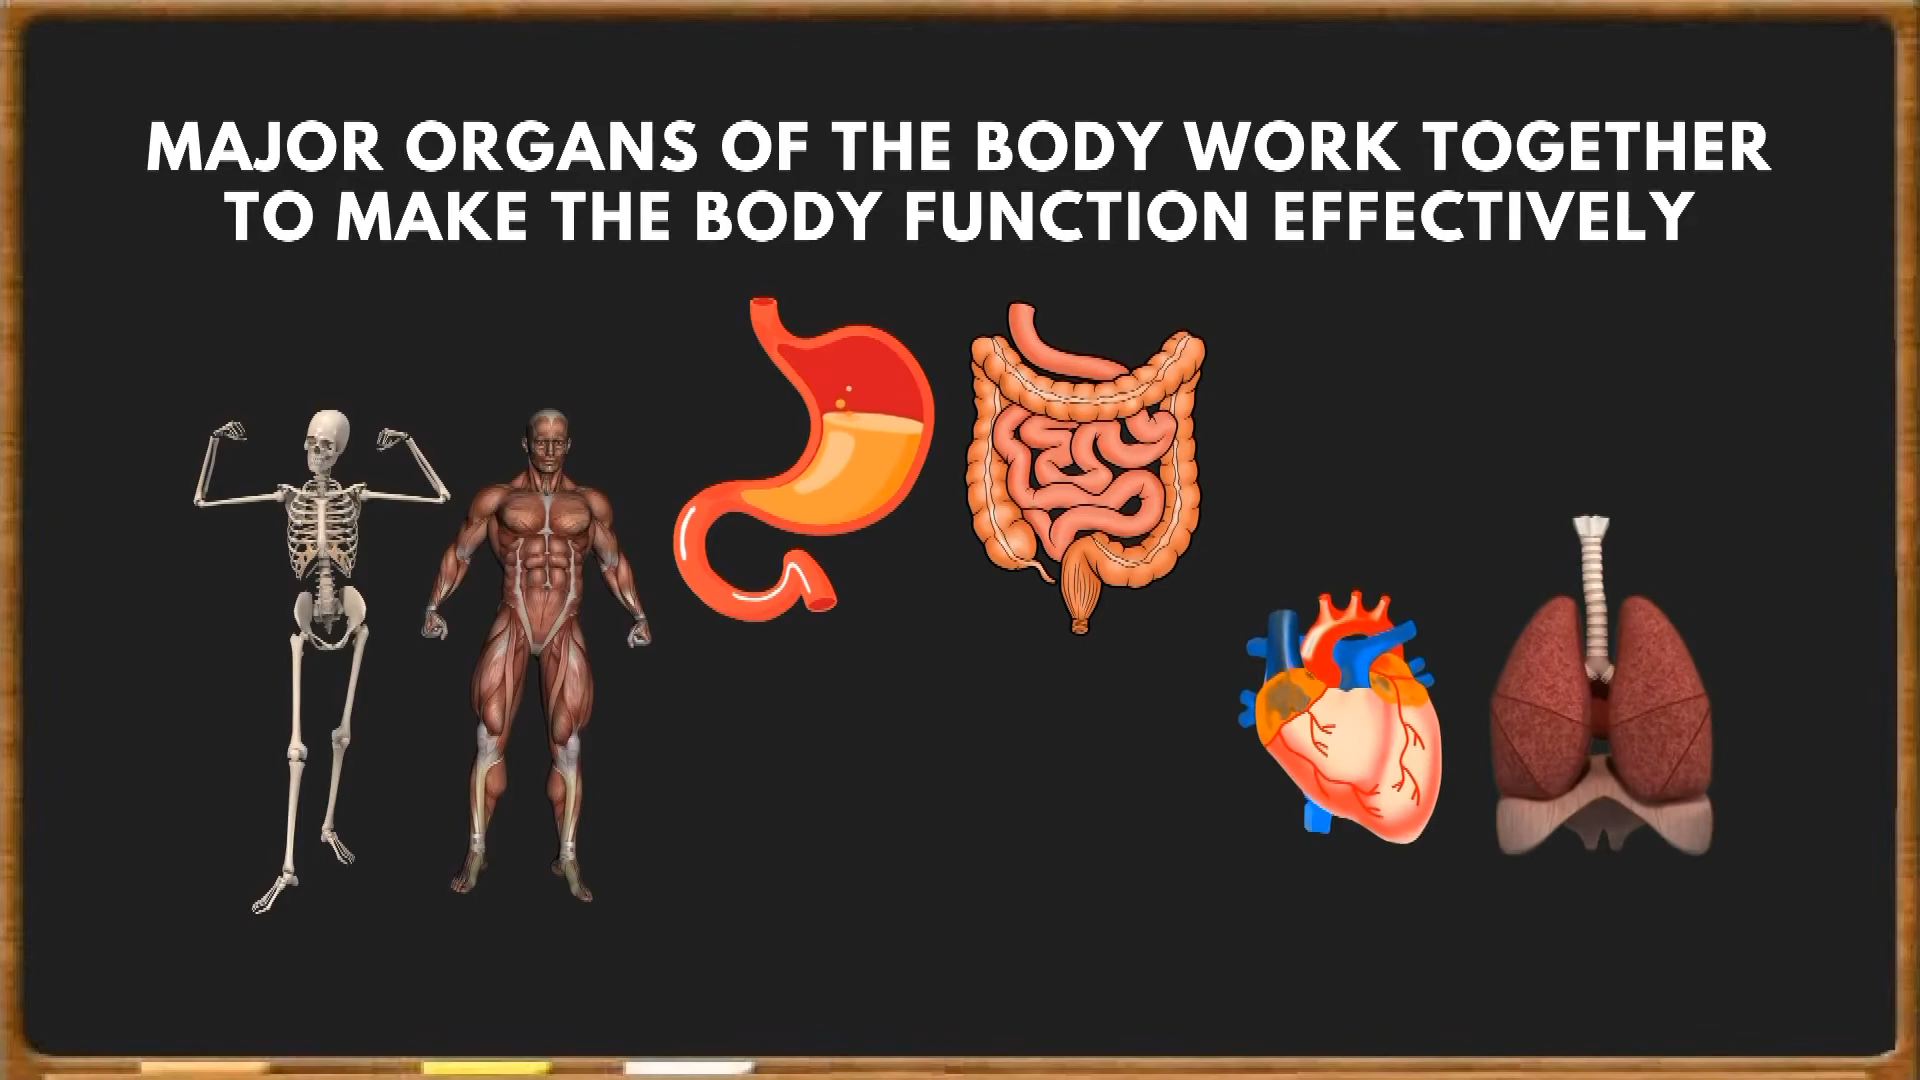 MAJOR ORGANS OF THE BODY WORK TOGETHER
TO MAKE THE BODY FUNCTION EFFECTIVELY